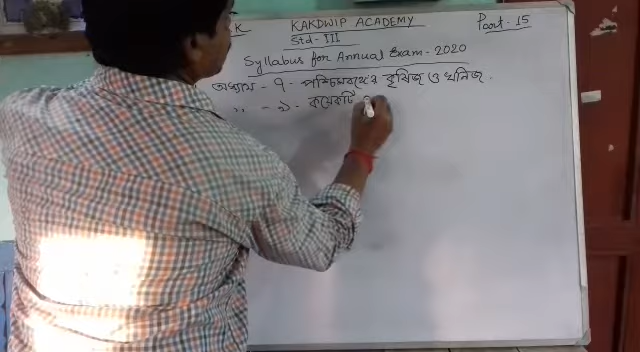 K KAKDWIP ACADEMY Part-15
Std-III
Syllabus for Annual Exam-2020
অধ্যায় - ৭ - পশ্চিমবঙ্গের কৃষিজ ও খনিজ.
,, - ৯ - কয়েকটি